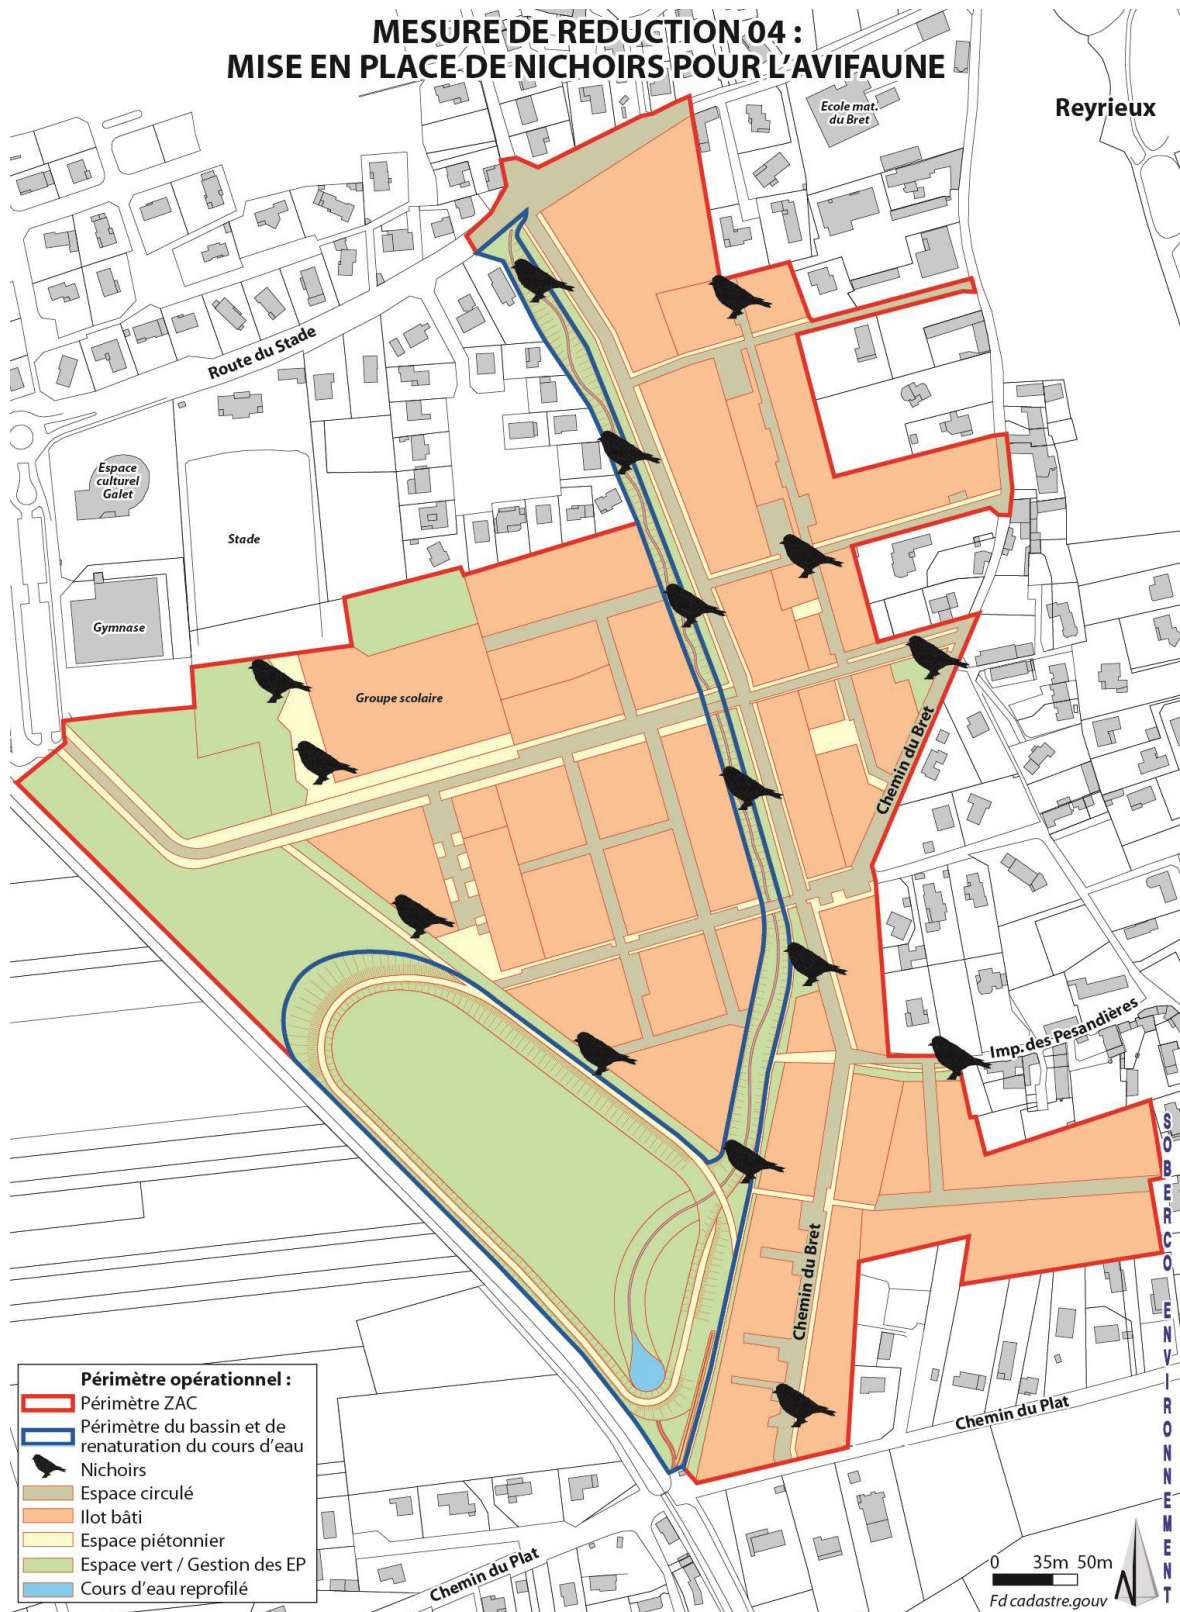 MESURE DE REDUCTION 04 :
MISE EN PLACE DE NICHOIRS POUR L'AVIFAUNE
Ecole mat.
du Bret
Reyrieux
Route du Stade
Espace
culturel
Galet
Stade
Gymnase
Groupe scolaire
Chemin du Bret
Imp. des Pesandières
Chemin du Bret
Chemin du Plat
Chemin du Plat
SOBERCO ENVIRONNEMENT
Périmètre opérationnel :
Périmètre ZAC
Périmètre du bassin et de
renaturation du cours d'eau
Nichoirs
Espace circulé
Ilot bâti
Espace piétonnier
Espace vert / Gestion des EP
Cours d'eau reprofilé
0 35m 50m
Fd cadastre.gouv
N